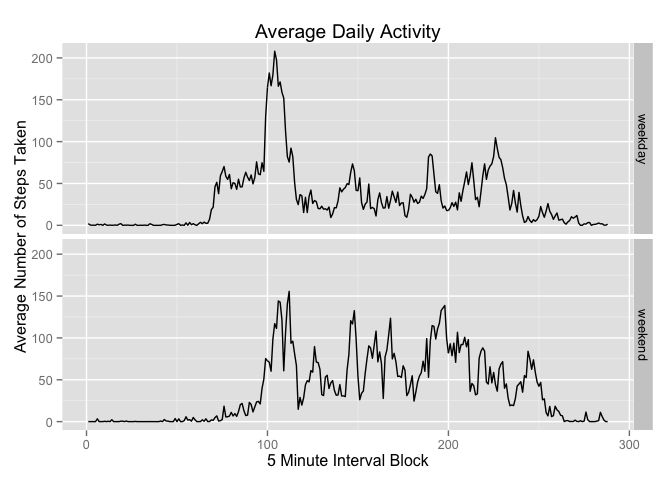 Average Daily Activity
Average Number of Steps Taken
200
150
100
50
0
weekday
200
150
100
50
0
weekend
0 100 200 300
5 Minute Interval Block